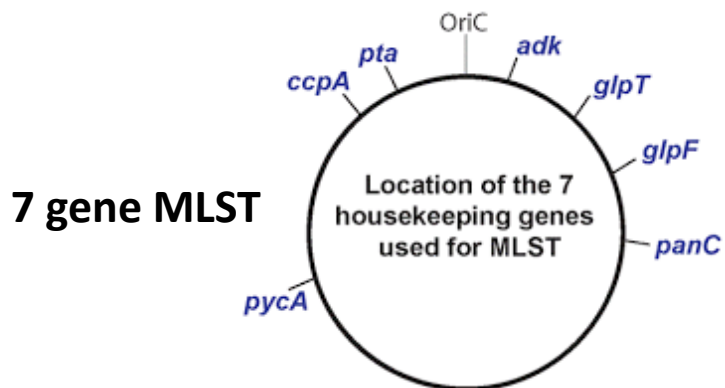 OriC
adk
pta
glpT
ccpA
glpF
Location of the 7
housekeeping genes
used for MLST
7 gene MLST
panC
pycA